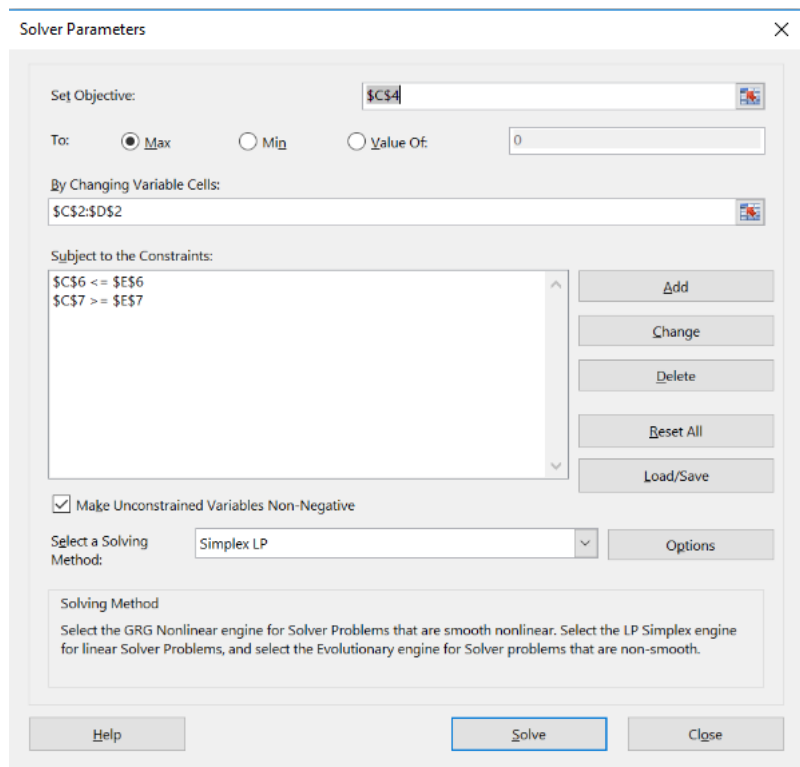 Solver Parameters
Set Objective: $C$4
To: Max Min Value Of: 0
By Changing Variable Cells:
$C$2:$D$2
Subject to the Constraints:
$C$6 <= $E$6
$C$7 >= $E$7
Add
Change
Delete
Reset All
Load/Save
Make Unconstrained Variables Non-Negative
Select a Solving
Method:
Simplex LP
Options
Solving Method
Select the GRG Nonlinear engine for Solver Problems that are smooth nonlinear. Select the LP Simplex engine
for linear Solver Problems, and select the Evolutionary engine for Solver problems that are non-smooth.
Help Solve Close